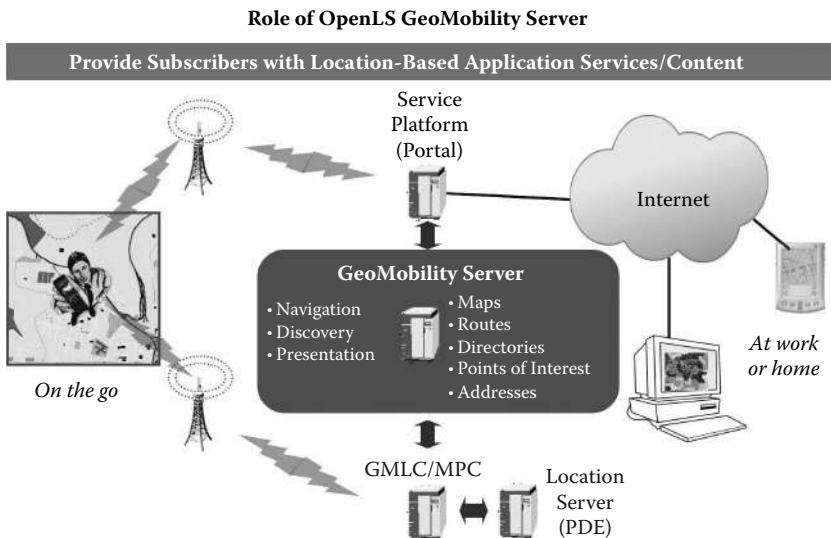 Role of OpenLS GeoMobility Server
Provide Subscribers with Location-Based Application Services/Content
Service
Platform
(Portal)
Internet
GeoMobility Server
• Navigation
• Discovery
• Presentation
• Maps
• Routes
• Directories
• Points of Interest
• Addresses
On the go
At work
or home
GMLC/MPC
Location
Server
(PDE)